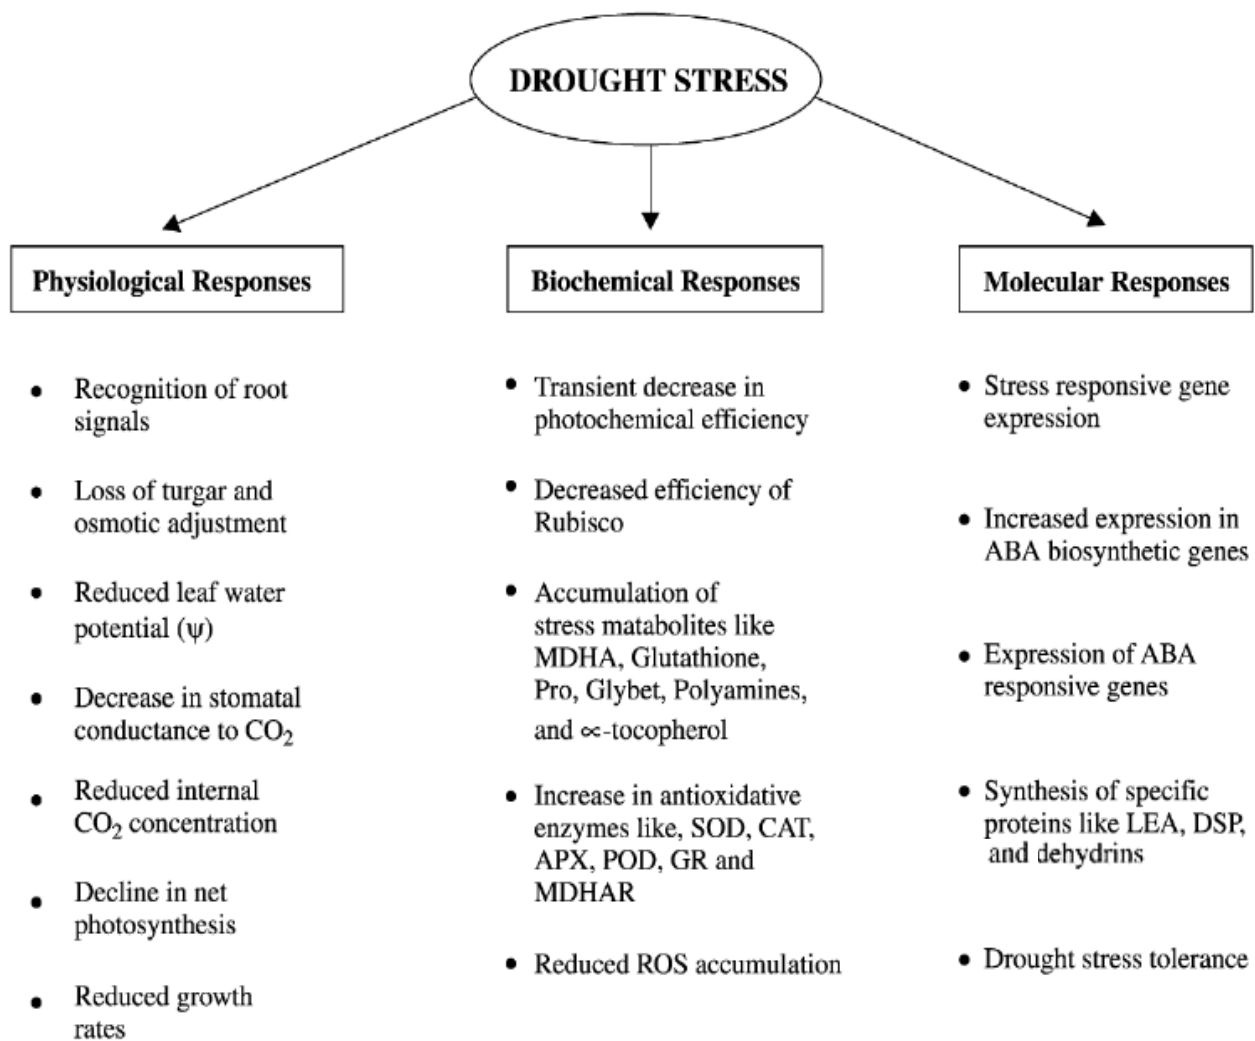 DROUGHT STRESS
Physiological Responses
Recognition of root
signals
Loss of turgar and
osmotic adjustment
Reduced leaf water
potential (ψ)
Decrease in stomatal
conductance to CO₂
Reduced internal
CO₂ concentration
Decline in net
photosynthesis
Reduced growth
rates
Biochemical Responses
Transient decrease in
photochemical efficiency
Decreased efficiency of
Rubisco
Accumulation of
stress matabolites like
MDHA, Glutathione,
Pro, Glybet, Polyamines,
and ∝-tocopherol
Increase in antioxidative
enzymes like, SOD, CAT,
APX, POD, GR and
MDHAR
Reduced ROS accumulation
Molecular Responses
Stress responsive gene
expression
Increased expression in
ABA biosynthetic genes
Expression of ABA
responsive genes
Synthesis of specific
proteins like LEA, DSP,
and dehydrins
Drought stress tolerance